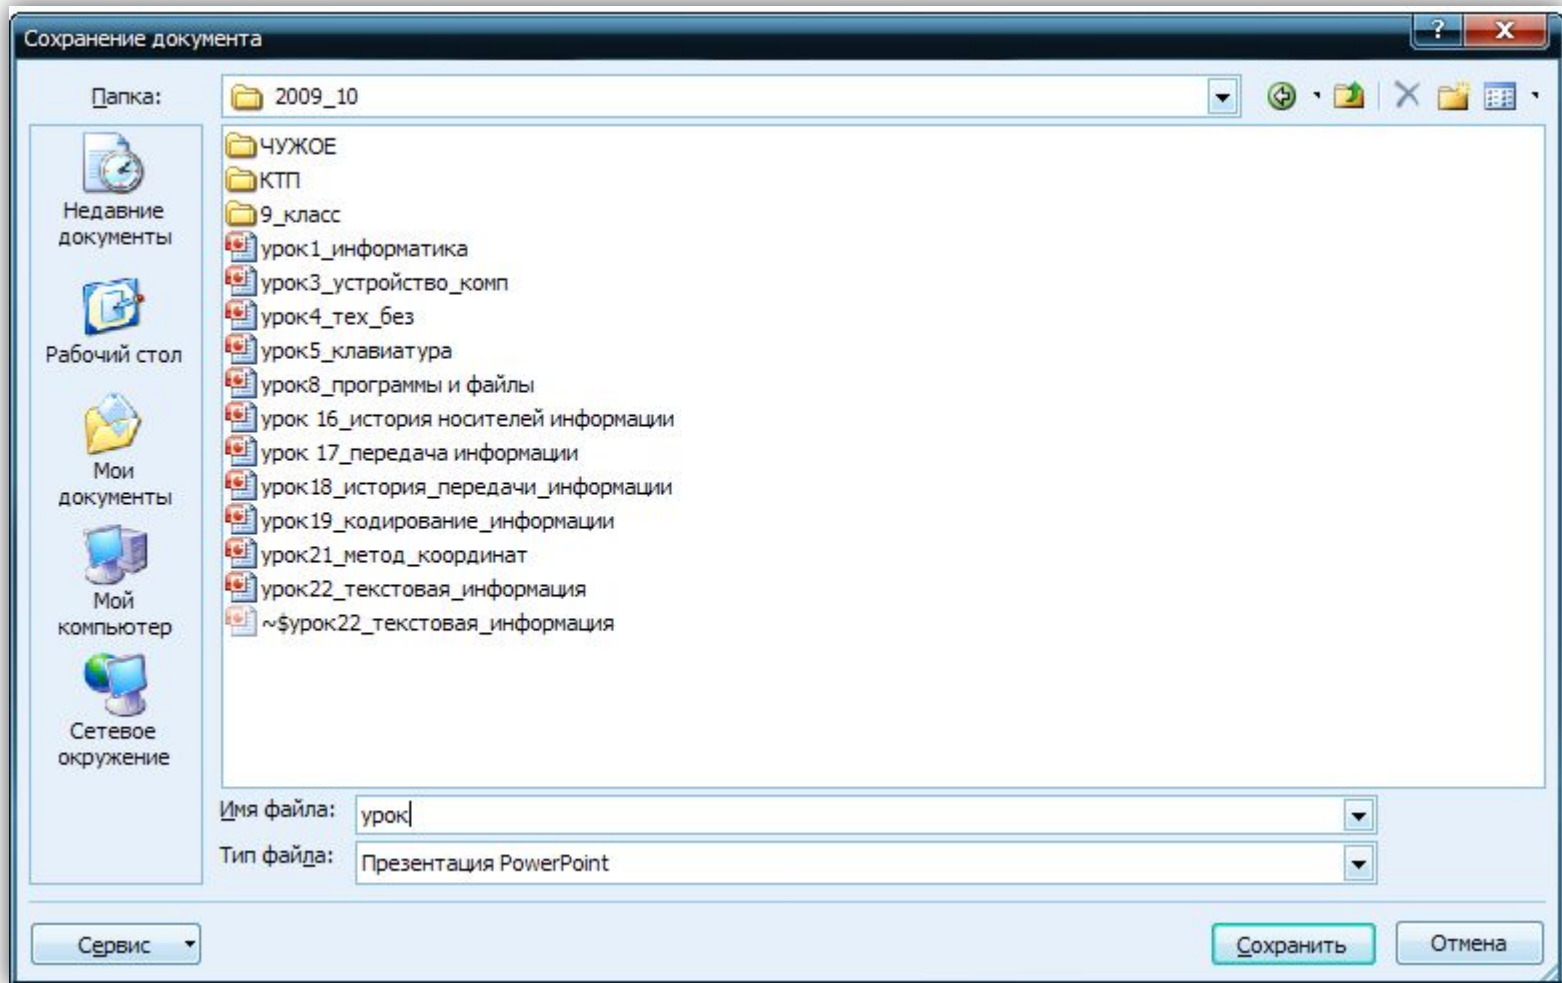 Сохранение документа
?
X
Папка:
2009_10
Недавние
документы
Рабочий стол
Мои
документы
Мой
компьютер
Сетевое
окружение
ЧУЖОЕ
КТП
9_класс
урок1_информатика
урок3_устройство_комп
урок4_тех_без
урок5_клавиатура
урок8_программы и файлы
урок 16_история носителей информации
урок 17_передача информации
урок18_история_передачи_информации
урок19_кодирование_информации
урок21_метод_координат
урок22_текстовая_информация
~$урок22_текстовая_информация
Имя файла:
урок
Тип файла:
Презентация PowerPoint
Сервис
Сохранить
Отмена